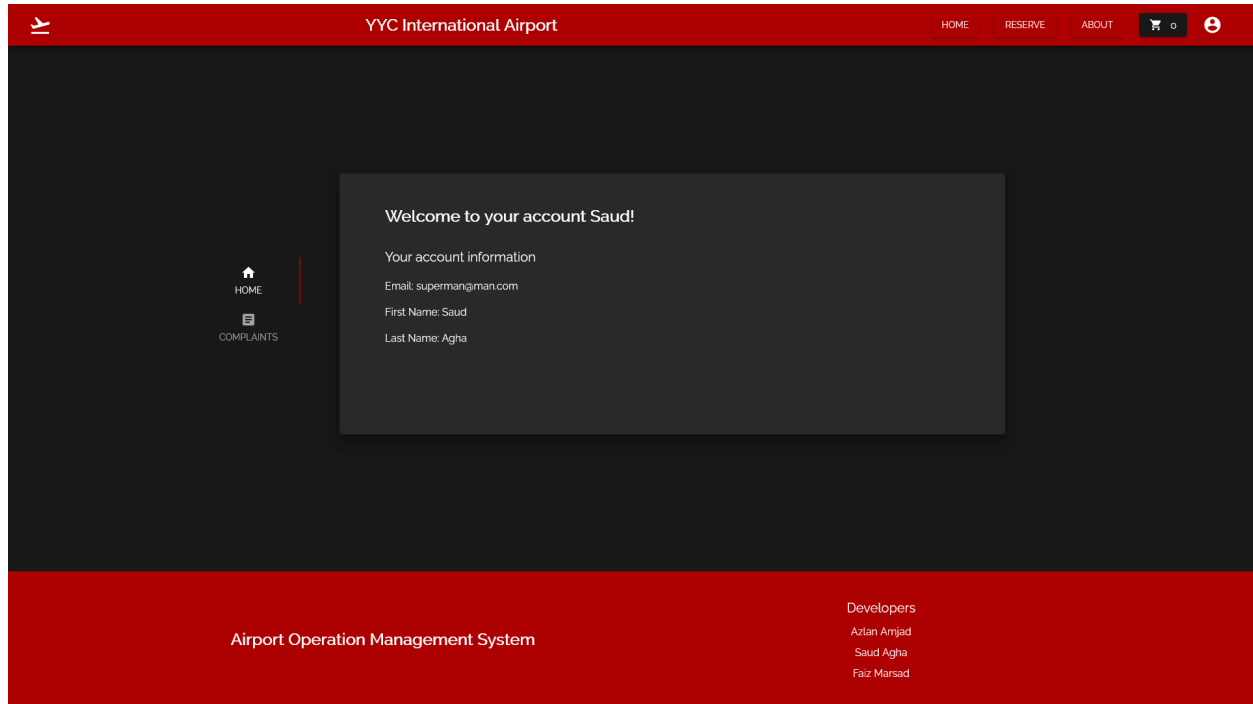 YYC International Airport
HOME
RESERVE
ABOUT
0
Welcome to your account Saud!
Your account information
Email: superman@man.com
First Name: Saud
Last Name: Agha
HOME
COMPLAINTS
Airport Operation Management System
Developers
Azlan Amjad
Saud Agha
Faiz Marsad